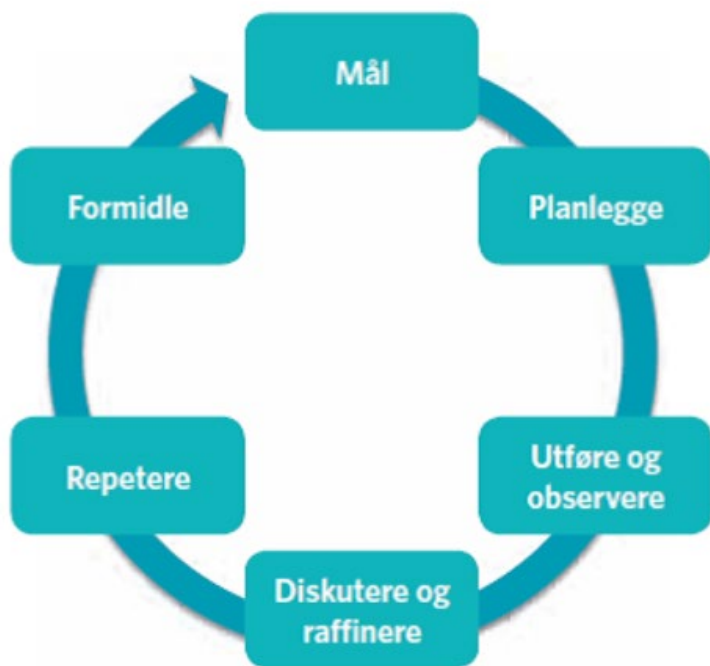 Mål
Planlegge
Utføre og
observere
Diskutere og
raffinere
Repetere
Formidle